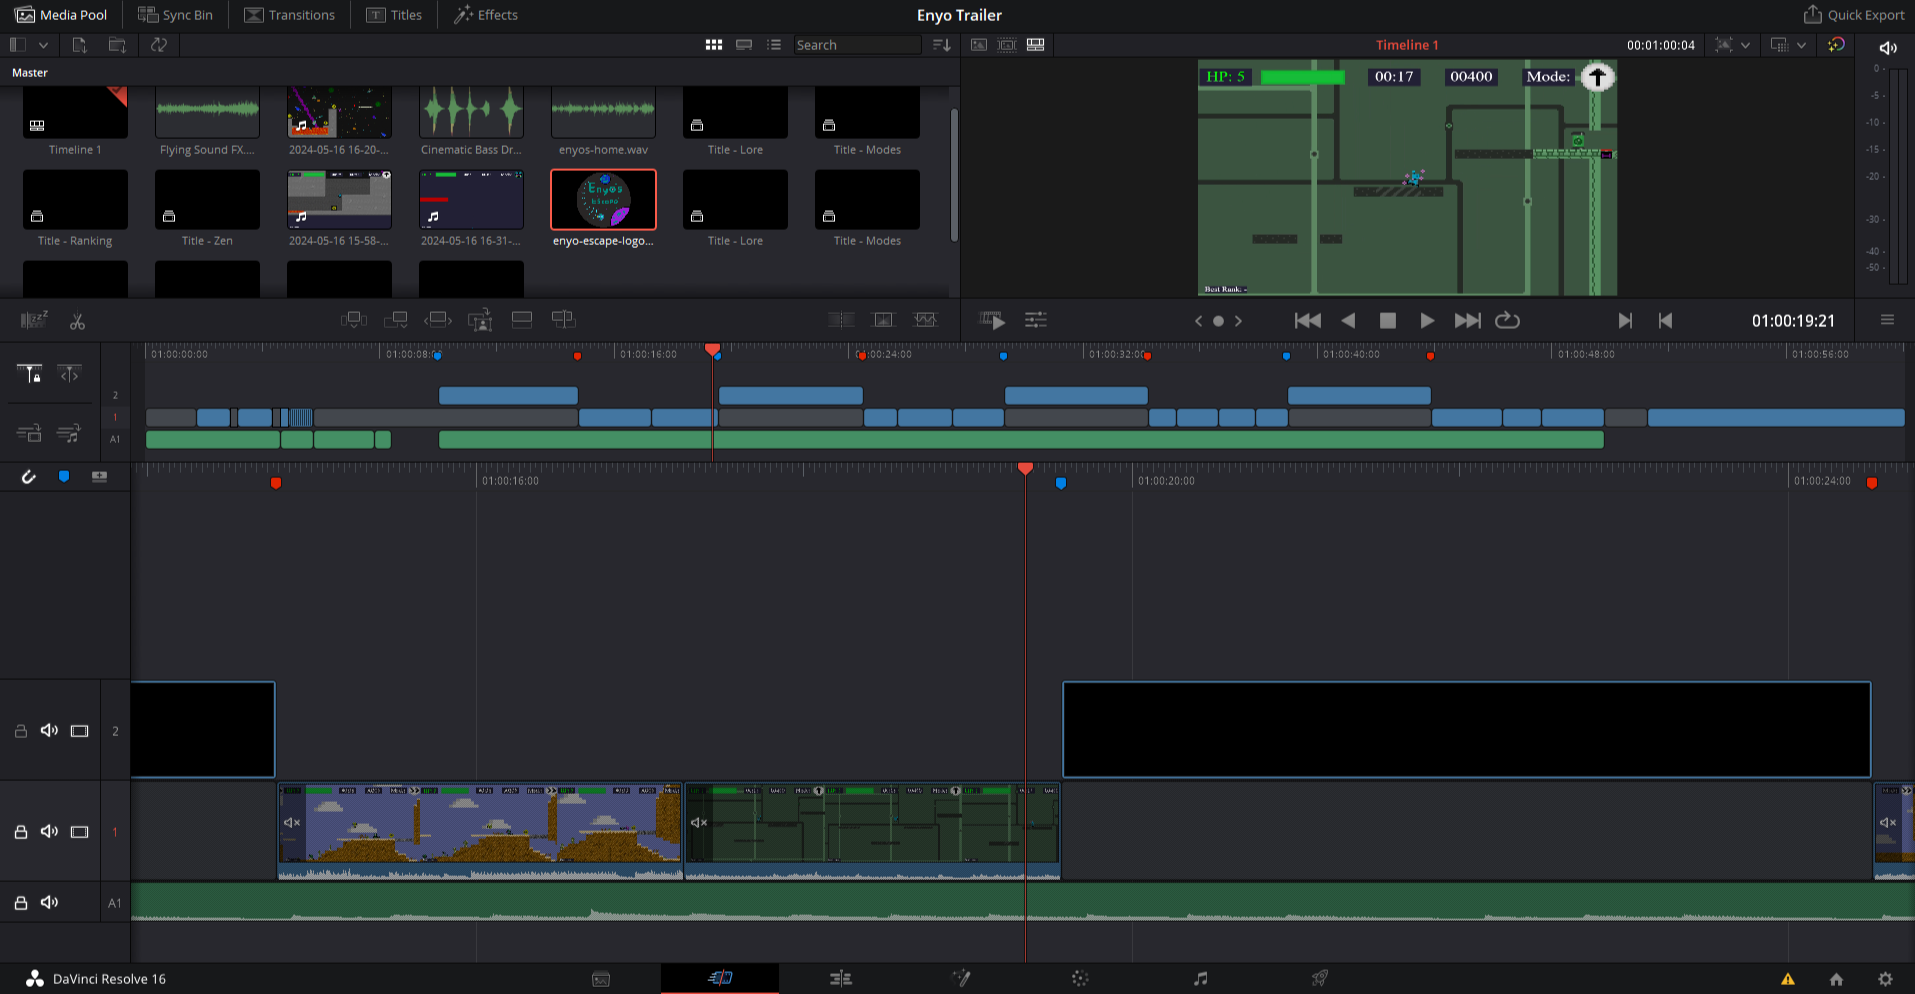 Media Pool
Sync Bin
Transitions
Titles
Effects
Enyo Trailer
Quick Export
Search
Timeline 1
00:01:00:04
Master
Timeline 1
Flying Sound FX....
2024-05-16 16-20-...
Cinematic Bass Dr...
enyos-home.wav
Title - Lore
Title - Modes
Title - Ranking
Title - Zen
2024-05-16 15-58-...
2024-05-16 16-31-...
enyo-escape-logo...
Title - Lore
Title - Modes
HP: 5
00:17
00400
Mode:
Best Rank: -
0
-5
-10
-15
-20
-30
-40
-50
01:00:19:21
01:00:00:00
01:00:08:
01:00:16:00
01:00:24:00
01:00:32:00
01:00:40:00
01:00:48:00
01:00:56:00
2
1
A1
01:00:16:00
01:00:20:00
01:00:24:00
2
1
A1
DaVinci Resolve 16